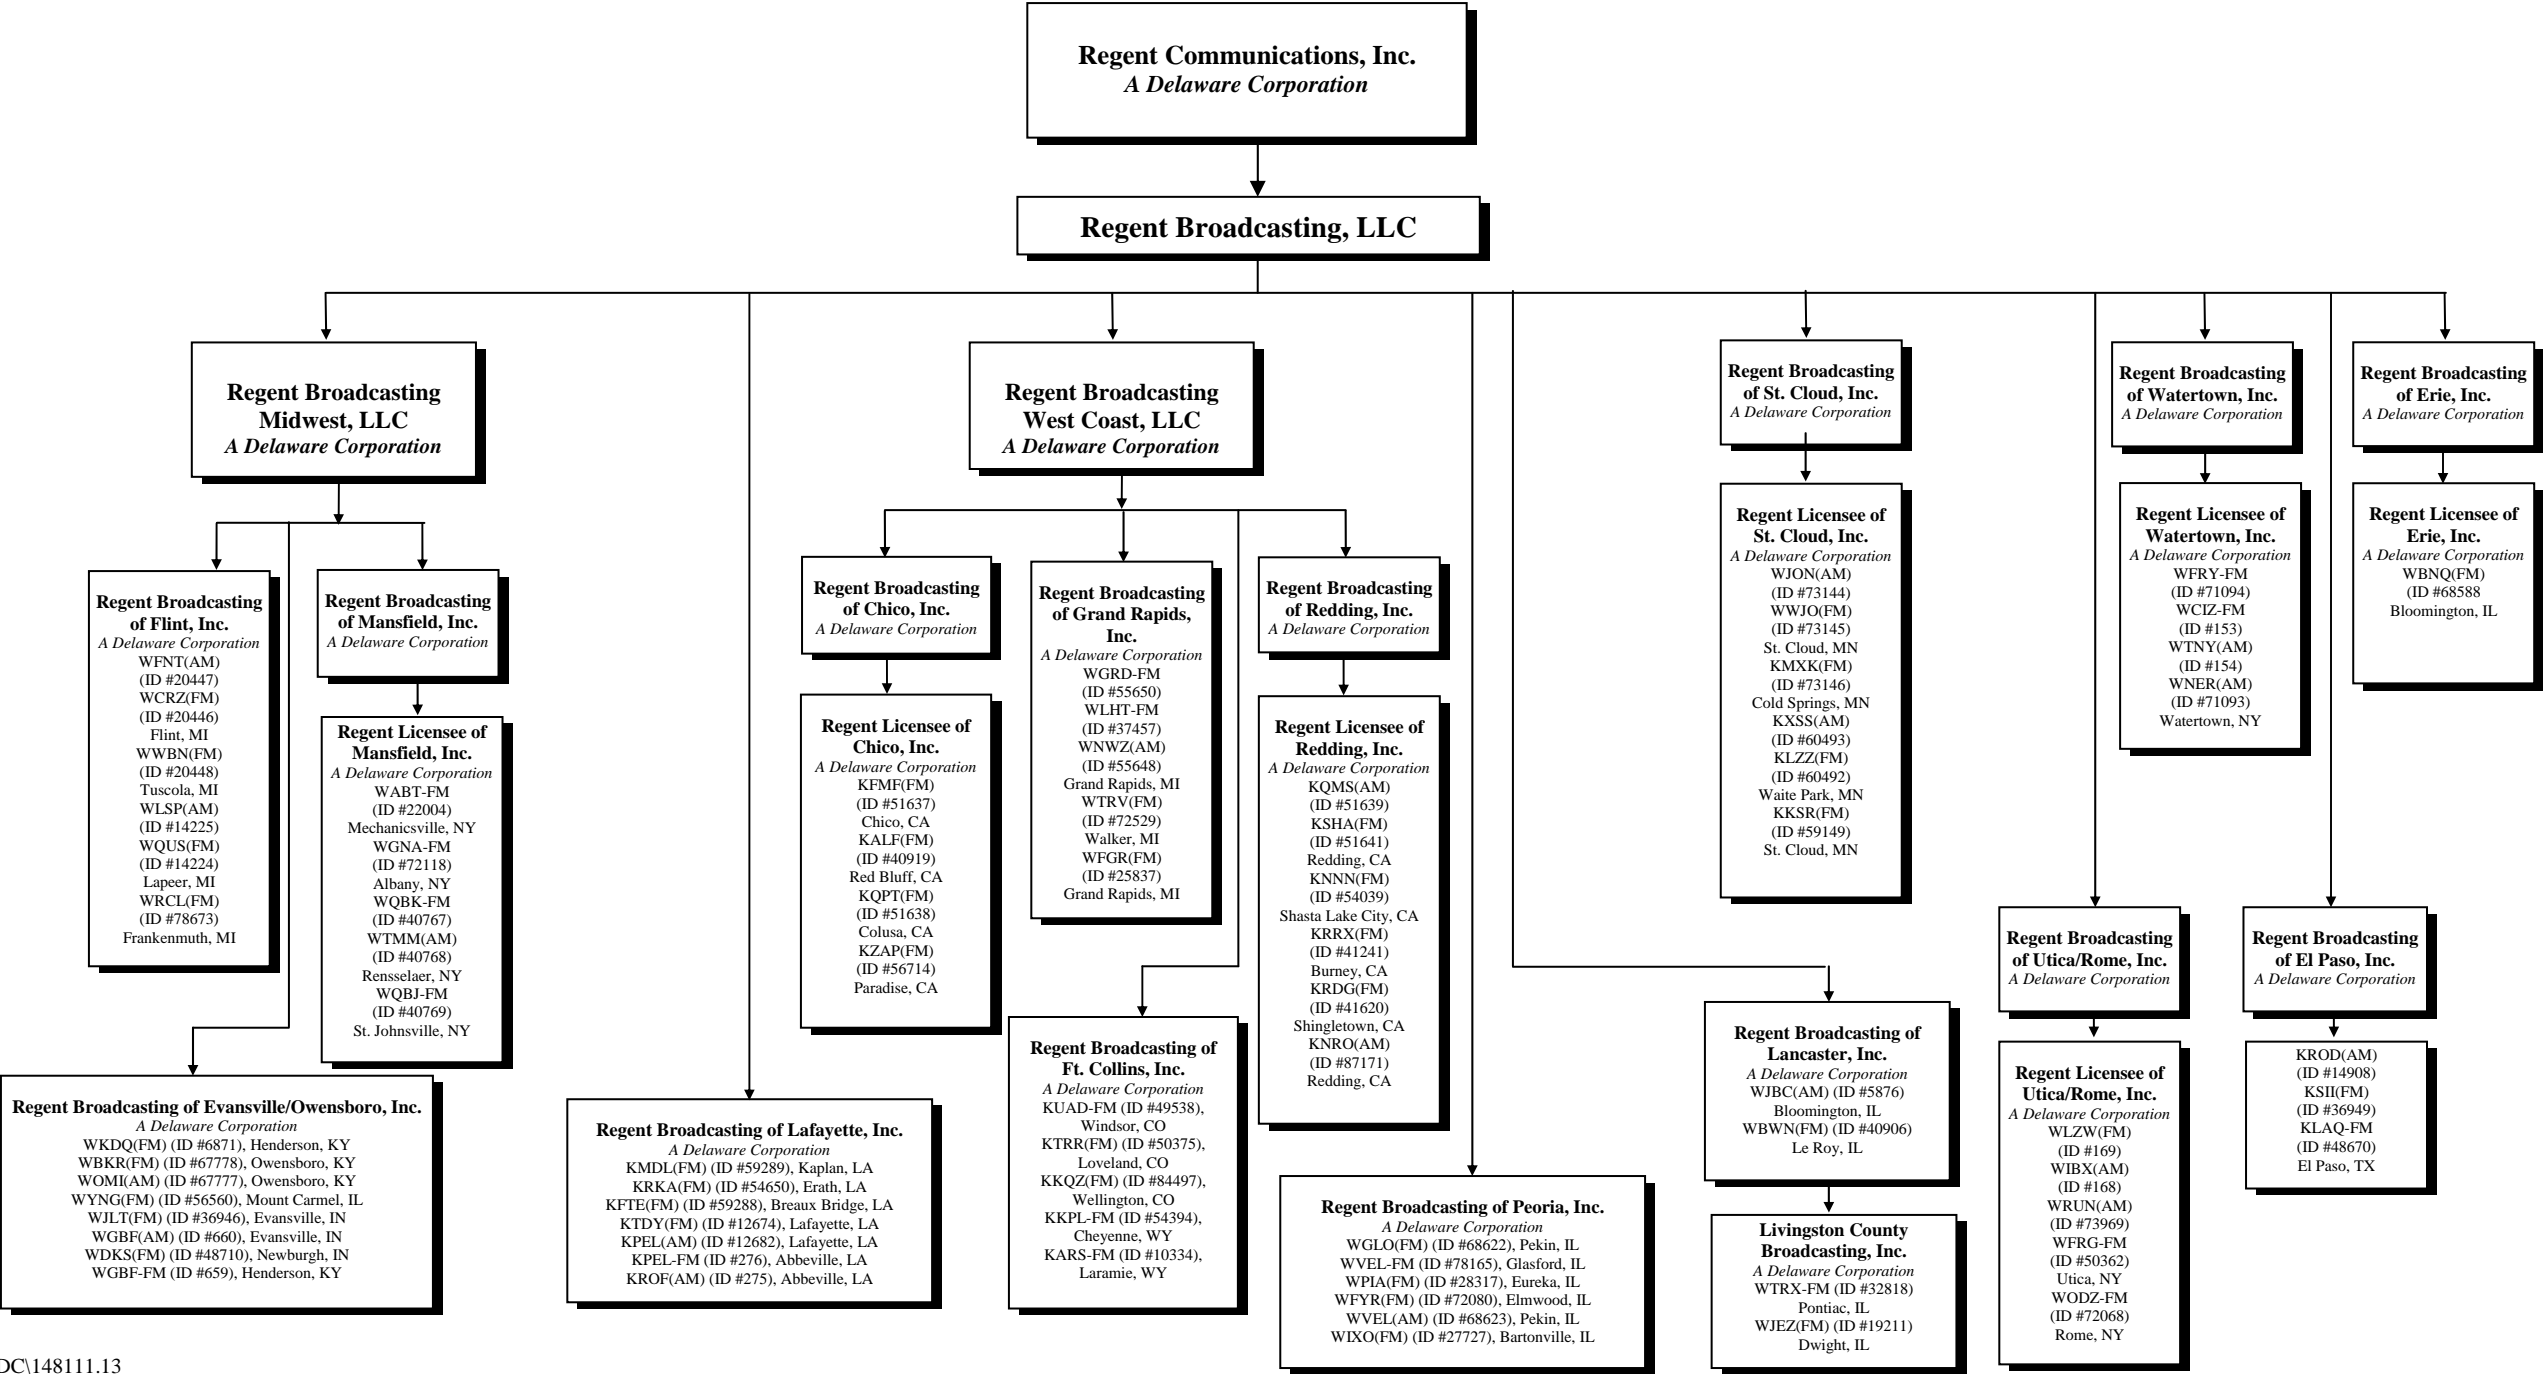 Regent Communications, Inc.
A Delaware Corporation
Regent Broadcasting, LLC
Regent Broadcasting
Midwest, LLC
A Delaware Corporation
Regent Broadcasting
West Coast, LLC
A Delaware Corporation
Regent Broadcasting
of St. Cloud, Inc.
A Delaware Corporation
Regent Broadcasting
of Watertown, Inc.
A Delaware Corporation
Regent Broadcasting
of Erie, Inc.
A Delaware Corporation
Regent Broadcasting
of Flint, Inc.
A Delaware Corporation
WFNT(AM)
(ID #20447)
WCRZ(FM)
(ID #20446)
Flint, MI
WWBN(FM)
(ID #20448)
Tuscola, MI
WLSP(AM)
(ID #14225)
WQUS(FM)
(ID #14224)
Lapeer, MI
WRCL(FM)
(ID #78673)
Frankenmuth, MI
Regent Broadcasting
of Mansfield, Inc.
A Delaware Corporation
Regent Licensee of
Mansfield, Inc.
A Delaware Corporation
WABT-FM
(ID #22004)
Mechanicsville, NY
WGNA-FM
(ID #72118)
Albany, NY
WQBK-FM
(ID #40767)
WTMM(AM)
(ID #40768)
Rensselaer, NY
WQBJ-FM
(ID #40769)
St. Johnsville, NY
Regent Broadcasting
of Chico, Inc.
A Delaware Corporation
Regent Licensee of
Chico, Inc.
A Delaware Corporation
KFMF(FM)
(ID #51637)
Chico, CA
KALF(FM)
(ID #40919)
Red Bluff, CA
KQPT(FM)
(ID #51638)
Colusa, CA
KZAP(FM)
(ID #56714)
Paradise, CA
Regent Broadcasting
of Grand Rapids,
Inc.
A Delaware Corporation
WGRD-FM
(ID #55650)
WLHT-FM
(ID #37457)
WNWZ(AM)
(ID #55648)
Grand Rapids, MI
WTRV(FM)
(ID #72529)
Walker, MI
WFGR(FM)
(ID #25837)
Grand Rapids, MI
Regent Broadcasting
of Redding, Inc.
A Delaware Corporation
Regent Licensee of
Redding, Inc.
A Delaware Corporation
KQMS(AM)
(ID #51639)
KSHA(FM)
(ID #51641)
Redding, CA
KNNN(FM)
(ID #54039)
Shasta Lake City, CA
KRRX(FM)
(ID #41241)
Burney, CA
KRDG(FM)
(ID #41620)
Shingletown, CA
KNRO(AM)
(ID #87171)
Redding, CA
Regent Licensee of
St. Cloud, Inc.
A Delaware Corporation
WJON(AM)
(ID #73144)
WWJO(FM)
(ID #73145)
St. Cloud, MN
KMXK(FM)
(ID #73146)
Cold Springs, MN
KXSS(AM)
(ID #60493)
KLZZ(FM)
(ID #60492)
Waite Park, MN
KKSR(FM)
(ID #59149)
St. Cloud, MN
Regent Licensee of
Watertown, Inc.
A Delaware Corporation
WFRY-FM
(ID #71094)
WCIZ-FM
(ID #153)
WTNY(AM)
(ID #154)
WNER(AM)
(ID #71093)
Watertown, NY
Regent Licensee of
Erie, Inc.
A Delaware Corporation
WBNQ(FM)
(ID #68588
Bloomington, IL
Regent Broadcasting of Evansville/Owensboro, Inc.
A Delaware Corporation
WKDQ(FM) (ID #6871), Henderson, KY
WBKR(FM) (ID #67778), Owensboro, KY
WOMI(AM) (ID #67777), Owensboro, KY
WYNG(FM) (ID #56560), Mount Carmel, IL
WJLT(FM) (ID #36946), Evansville, IN
WGBF(AM) (ID #660), Evansville, IN
WDKS(FM) (ID #48710), Newburgh, IN
WGBF-FM (ID #659), Henderson, KY
Regent Broadcasting of Lafayette, Inc.
A Delaware Corporation
KMDL(FM) (ID #59289), Kaplan, LA
KRKA(FM) (ID #54650), Erath, LA
KFTE(FM) (ID #59288), Breaux Bridge, LA
KTDY(FM) (ID #12674), Lafayette, LA
KPEL(AM) (ID #12682), Lafayette, LA
KPEL-FM (ID #276), Abbeville, LA
KROF(AM) (ID #275), Abbeville, LA
Regent Broadcasting of
Ft. Collins, Inc.
A Delaware Corporation
KUAD-FM (ID #49538),
Windsor, CO
KTRR(FM) (ID #50375),
Loveland, CO
KKQZ(FM) (ID #84497),
Wellington, CO
KKPL-FM (ID #54394),
Cheyenne, WY
KARS-FM (ID #10334),
Laramie, WY
Regent Broadcasting of Peoria, Inc.
A Delaware Corporation
WGLO(FM) (ID #68622), Pekin, IL
WVEL-FM (ID #78165), Glasford, IL
WPIA(FM) (ID #28317), Eureka, IL
WFYR(FM) (ID #72080), Elmwood, IL
WVEL(AM) (ID #68623), Pekin, IL
WIXO(FM) (ID #27727), Bartonville, IL
Regent Broadcasting of
Lancaster, Inc.
A Delaware Corporation
WJBC(AM) (ID #5876)
Bloomington, IL
WBWN(FM) (ID #40906)
Le Roy, IL
Livingston County
Broadcasting, Inc.
A Delaware Corporation
WTRX-FM (ID #32818)
Pontiac, IL
WJEZ(FM) (ID #19211)
Dwight, IL
Regent Broadcasting
of Utica/Rome, Inc.
A Delaware Corporation
Regent Licensee of
Utica/Rome, Inc.
A Delaware Corporation
WLZW(FM)
(ID #169)
WIBX(AM)
(ID #168)
WRUN(AM)
(ID #73969)
WFRG-FM
(ID #50362)
Utica, NY
WODZ-FM
(ID #72068)
Rome, NY
Regent Broadcasting
of El Paso, Inc.
A Delaware Corporation
KROD(AM)
(ID #14908)
KSII(FM)
(ID #36949)
KLAQ-FM
(ID #48670)
El Paso, TX
DC\148111.13